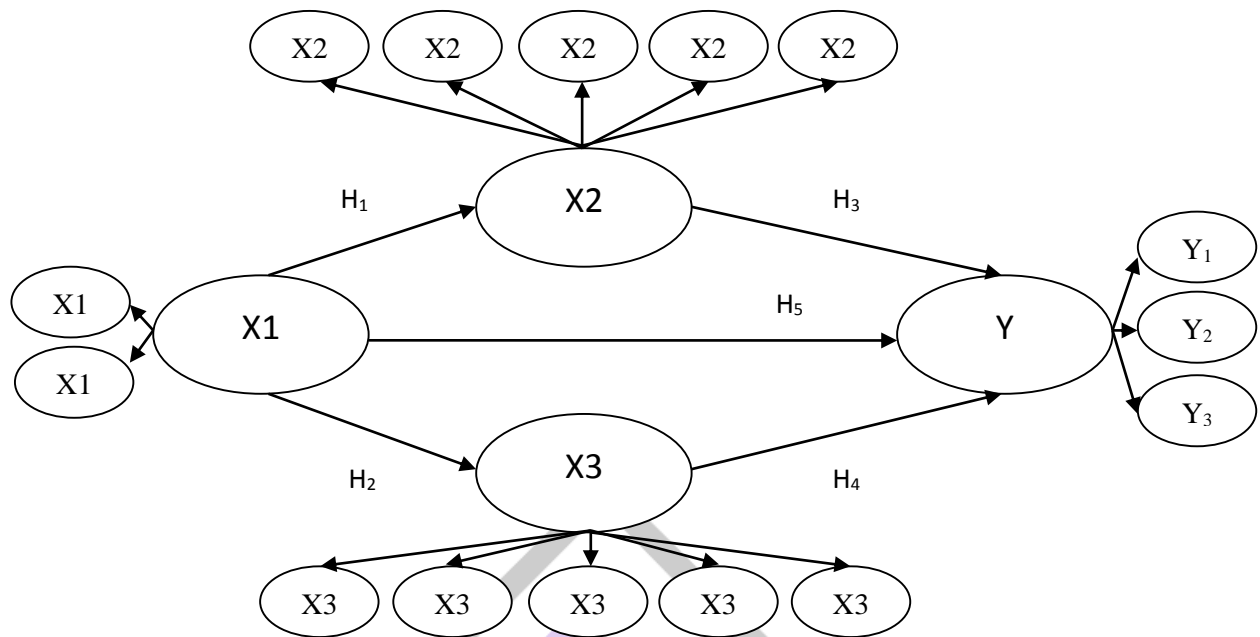 X2 X2 X2 X2 X2
X2
H₁ H₃
X1
X1
X1
H₅
Y
Y₁
Y₂
Y₃
X3
H₂ H₄
X3 X3 X3 X3 X3